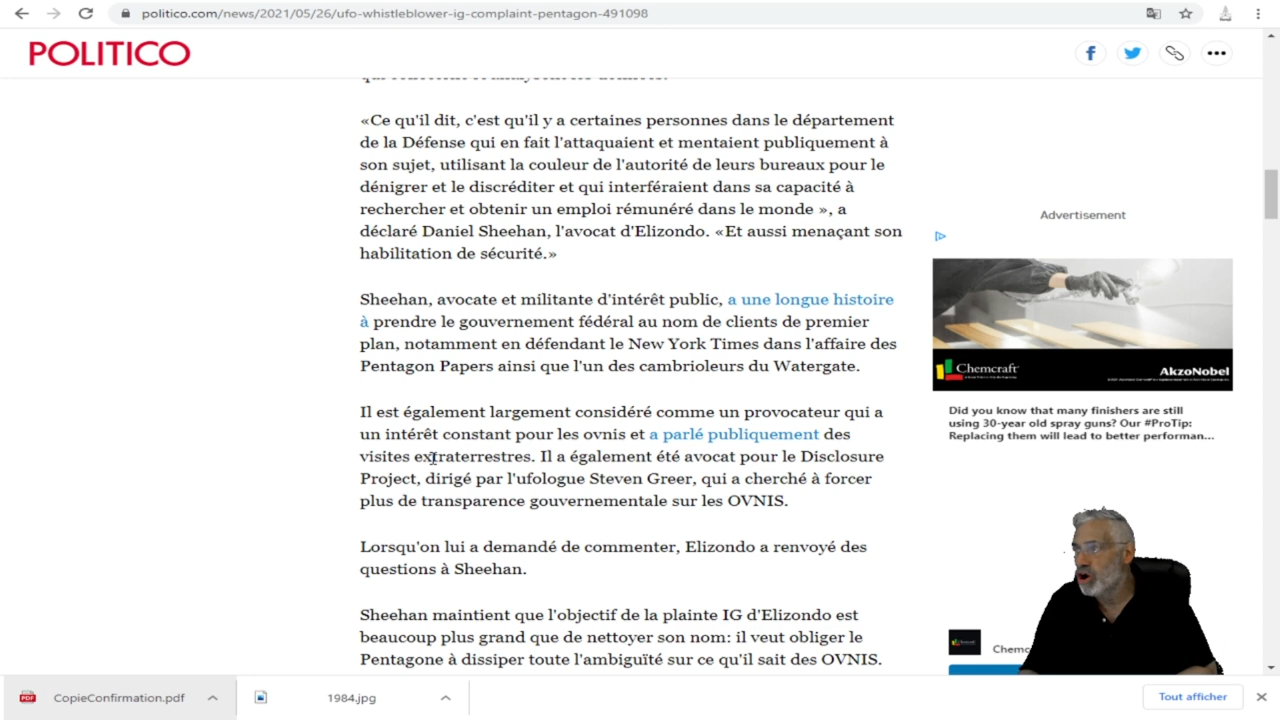 politico.com/news/2021/05/26/ufo-whistleblower-ig-complaint-pentagon-491098
POLITICO
«Ce qu'il dit, c'est qu'il y a certaines personnes dans le département
de la Défense qui en fait l'attaquaient et mentaient publiquement à
son sujet, utilisant la couleur de l'autorité de leurs bureaux pour le
dénigrer et le discréditer et qui interféraient dans sa capacité à
rechercher et obtenir un emploi rémunéré dans le monde », a
déclaré Daniel Sheehan, l'avocat d'Elizondo. «Et aussi menaçant son
habilitation de sécurité.»
Sheehan, avocate et militante d'intérêt public, a une longue histoire
à prendre le gouvernement fédéral au nom de clients de premier
plan, notamment en défendant le New York Times dans l'affaire des
Pentagon Papers ainsi que l'un des cambrioleurs du Watergate.
Il est également largement considéré comme un provocateur qui a
un intérêt constant pour les ovnis et a parlé publiquement des
visites extraterrestres. Il a également été avocat pour le Disclosure
Project, dirigé par l'ufologue Steven Greer, qui a cherché à forcer
plus de transparence gouvernementale sur les OVNIS.
Lorsqu'on lui a demandé de commenter, Elizondo a renvoyé des
questions à Sheehan.
Sheehan maintient que l'objectif de la plainte IG d'Elizondo est
beaucoup plus grand que de nettoyer son nom: il veut obliger le
Pentagone à dissiper toute l'ambiguïté sur ce qu'il sait des OVNIS.
Advertisement
Chemcraft
AkzoNobel
Did you know that many finishers are still
using 30-year old spray guns? Our #ProTip:
Replacing them will lead to better performan...
Chemc
CopieConfirmation.pdf
1984.jpg
Tout afficher